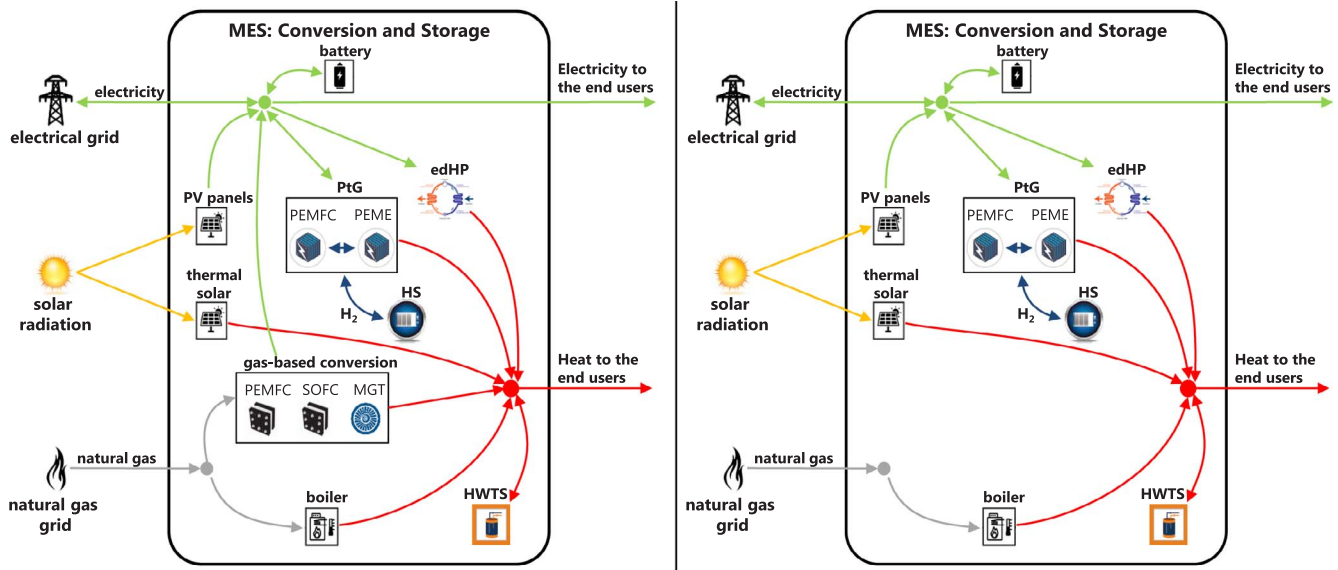 MES: Conversion and Storage
battery
electricity
Electricity to
the end users
electrical grid
edHP
PtG
PV panels
PEMFC PEME
thermal
solar
solar
radiation
HS
H2
gas-based conversion
Heat to the
end users
PEMFC SOFC MGT
natural gas
natural gas
grid
boiler
HWTS
MES: Conversion and Storage
battery
electricity
Electricity to
the end users
electrical grid
edHP
PtG
PV panels
PEMFC PEME
thermal
solar
solar
radiation
HS
H2
Heat to the
end users
natural gas
natural gas
grid
boiler
HWTS